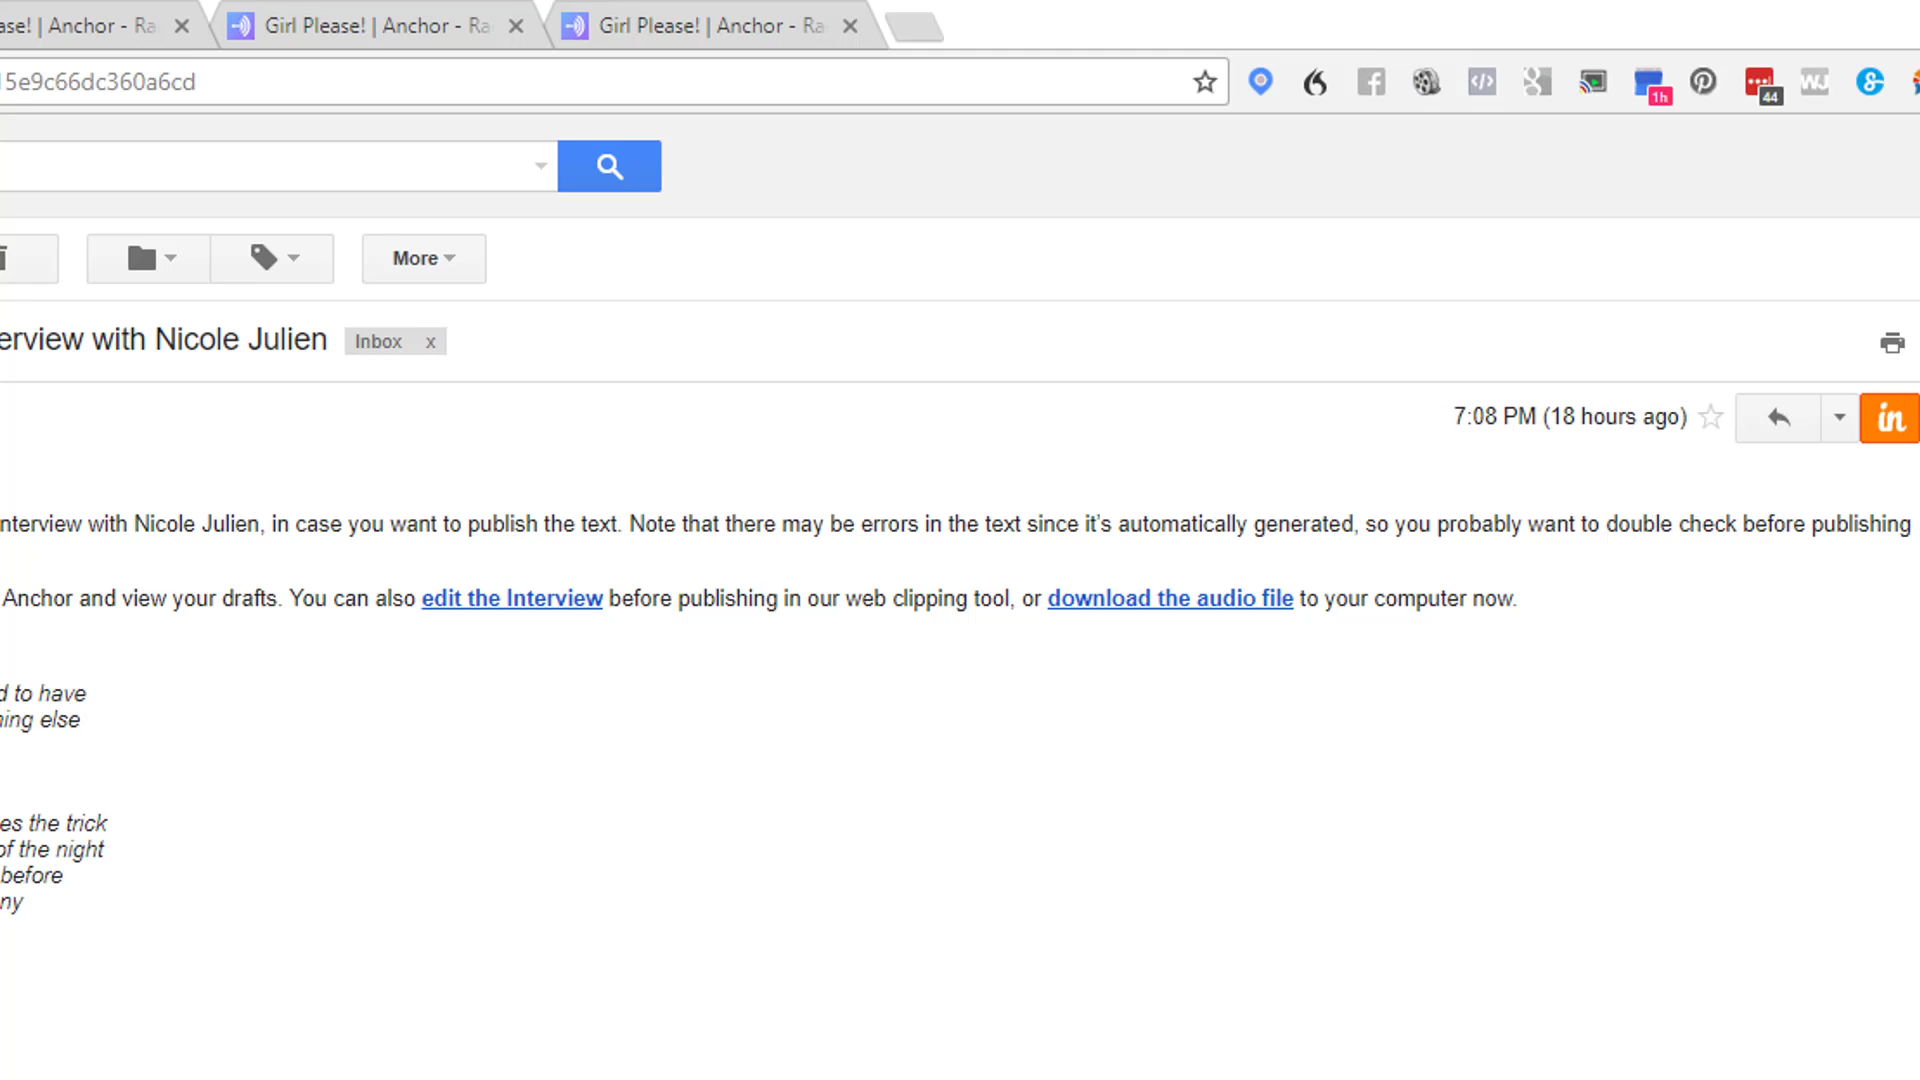 ase! | Anchor - Ra
Girl Please! | Anchor - Ra
Girl Please! | Anchor - Ra
15e9c66dc360a6cd
1h
44
WJ
More
erview with Nicole Julien
Inbox x
7:08 PM (18 hours ago)
in
nterview with Nicole Julien, in case you want to publish the text. Note that there may be errors in the text since it's automatically generated, so you probably want to double check before publishing
Anchor and view your drafts. You can also edit the Interview before publishing in our web clipping tool, or download the audio file to your computer now.
d to have
hing else
es the trick
of the night
before
ny